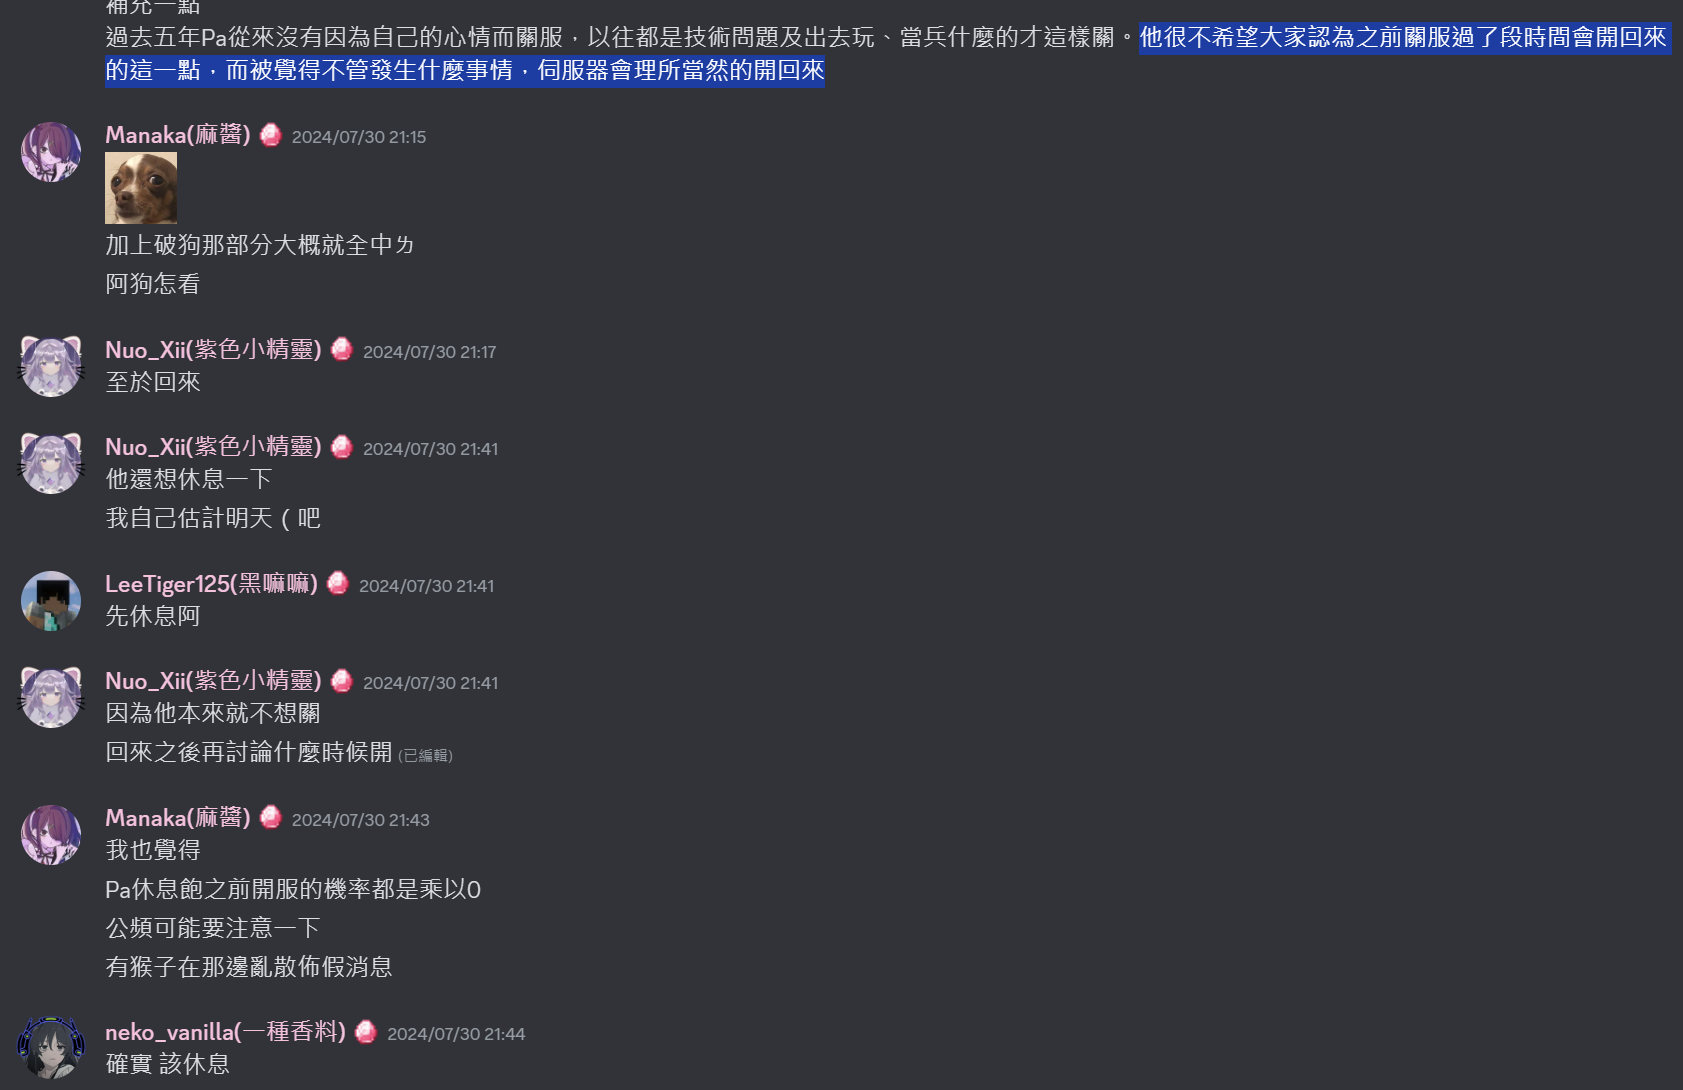 補充一點
過去五年Pa從來沒有因為自己的心情而關服，以往都是技術問題及出去玩、當兵什麼的才這樣關。他很不希望大家認為之前關服過了段時間會開回來
的這一點，而被覺得不管發生什麼事情，伺服器會理所當然的開回來
Manaka(麻醬) 2024/07/30 21:15
加上破狗那部分大概就全中ㄌ
阿狗怎看
Nuo_Xii(紫色小精靈) 2024/07/30 21:17
至於回來
Nuo_Xii(紫色小精靈) 2024/07/30 21:41
他還想休息一下
我自己估計明天 ( 吧
LeeTiger125(黑嘛嘛) 2024/07/30 21:41
先休息阿
Nuo_Xii(紫色小精靈) 2024/07/30 21:41
因為他本來就不想關
回來之後再討論什麼時候開 (已編輯)
Manaka(麻醬) 2024/07/30 21:43
我也覺得
Pa休息飽之前開服的機率都是乘以0
公頻可能要注意一下
有猴子在那邊亂散佈假消息
neko_vanilla(一種香料) 2024/07/30 21:44
確實 該休息